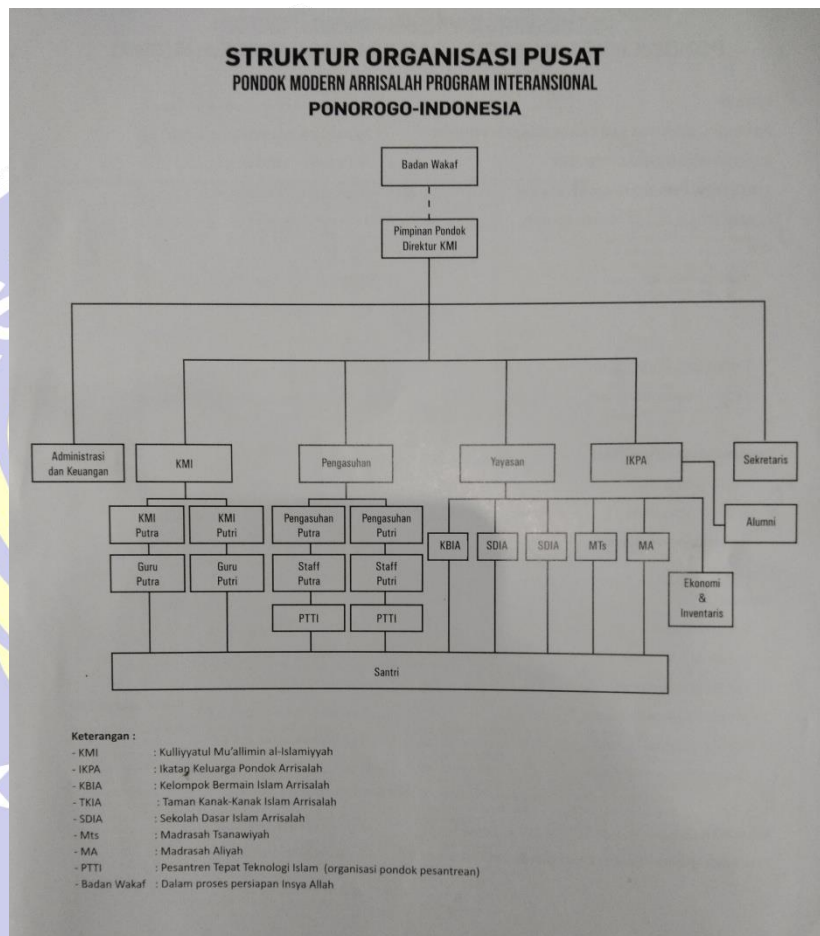 STRUKTUR ORGANISASI PUSAT
PONDOK MODERN ARRISALAH PROGRAM INTERANSIONAL
PONOROGO-INDONESIA
Badan Wakaf
Pimpinan Pondok
Direktur KMI
Administrasi
dan Keuangan
KMI
Pengasuhan
Yayasan
IKPA
Sekretaris
KMI
Putra
KMI
Putri
Pengasuhan
Putra
Pengasuhan
Putri
KBIA
SDIA
SDIA
MTs
MA
Alumni
Guru
Putra
Guru
Putri
Staff
Putra
Staff
Putri
Ekonomi
&
Inventaris
PTTI
PTTI
Santri
Keterangan :
- KMI : Kulliyyatul Mu'allimin al-Islamiyyah
- IKPA : Ikatan Keluarga Pondok Arrisalah
- KBIA : Kelompok Bermain Islam Arrisalah
- TKIA : Taman Kanak-Kanak Islam Arrisalah
- SDIA : Sekolah Dasar Islam Arrisalah
- Mts : Madrasah Tsanawiyah
- MA : Madrasah Aliyah
- PTTI : Pesantren Tepat Teknologi Islam (organisasi pondok pesantrean)
- Badan Wakaf : Dalam proses persiapan Insya Allah